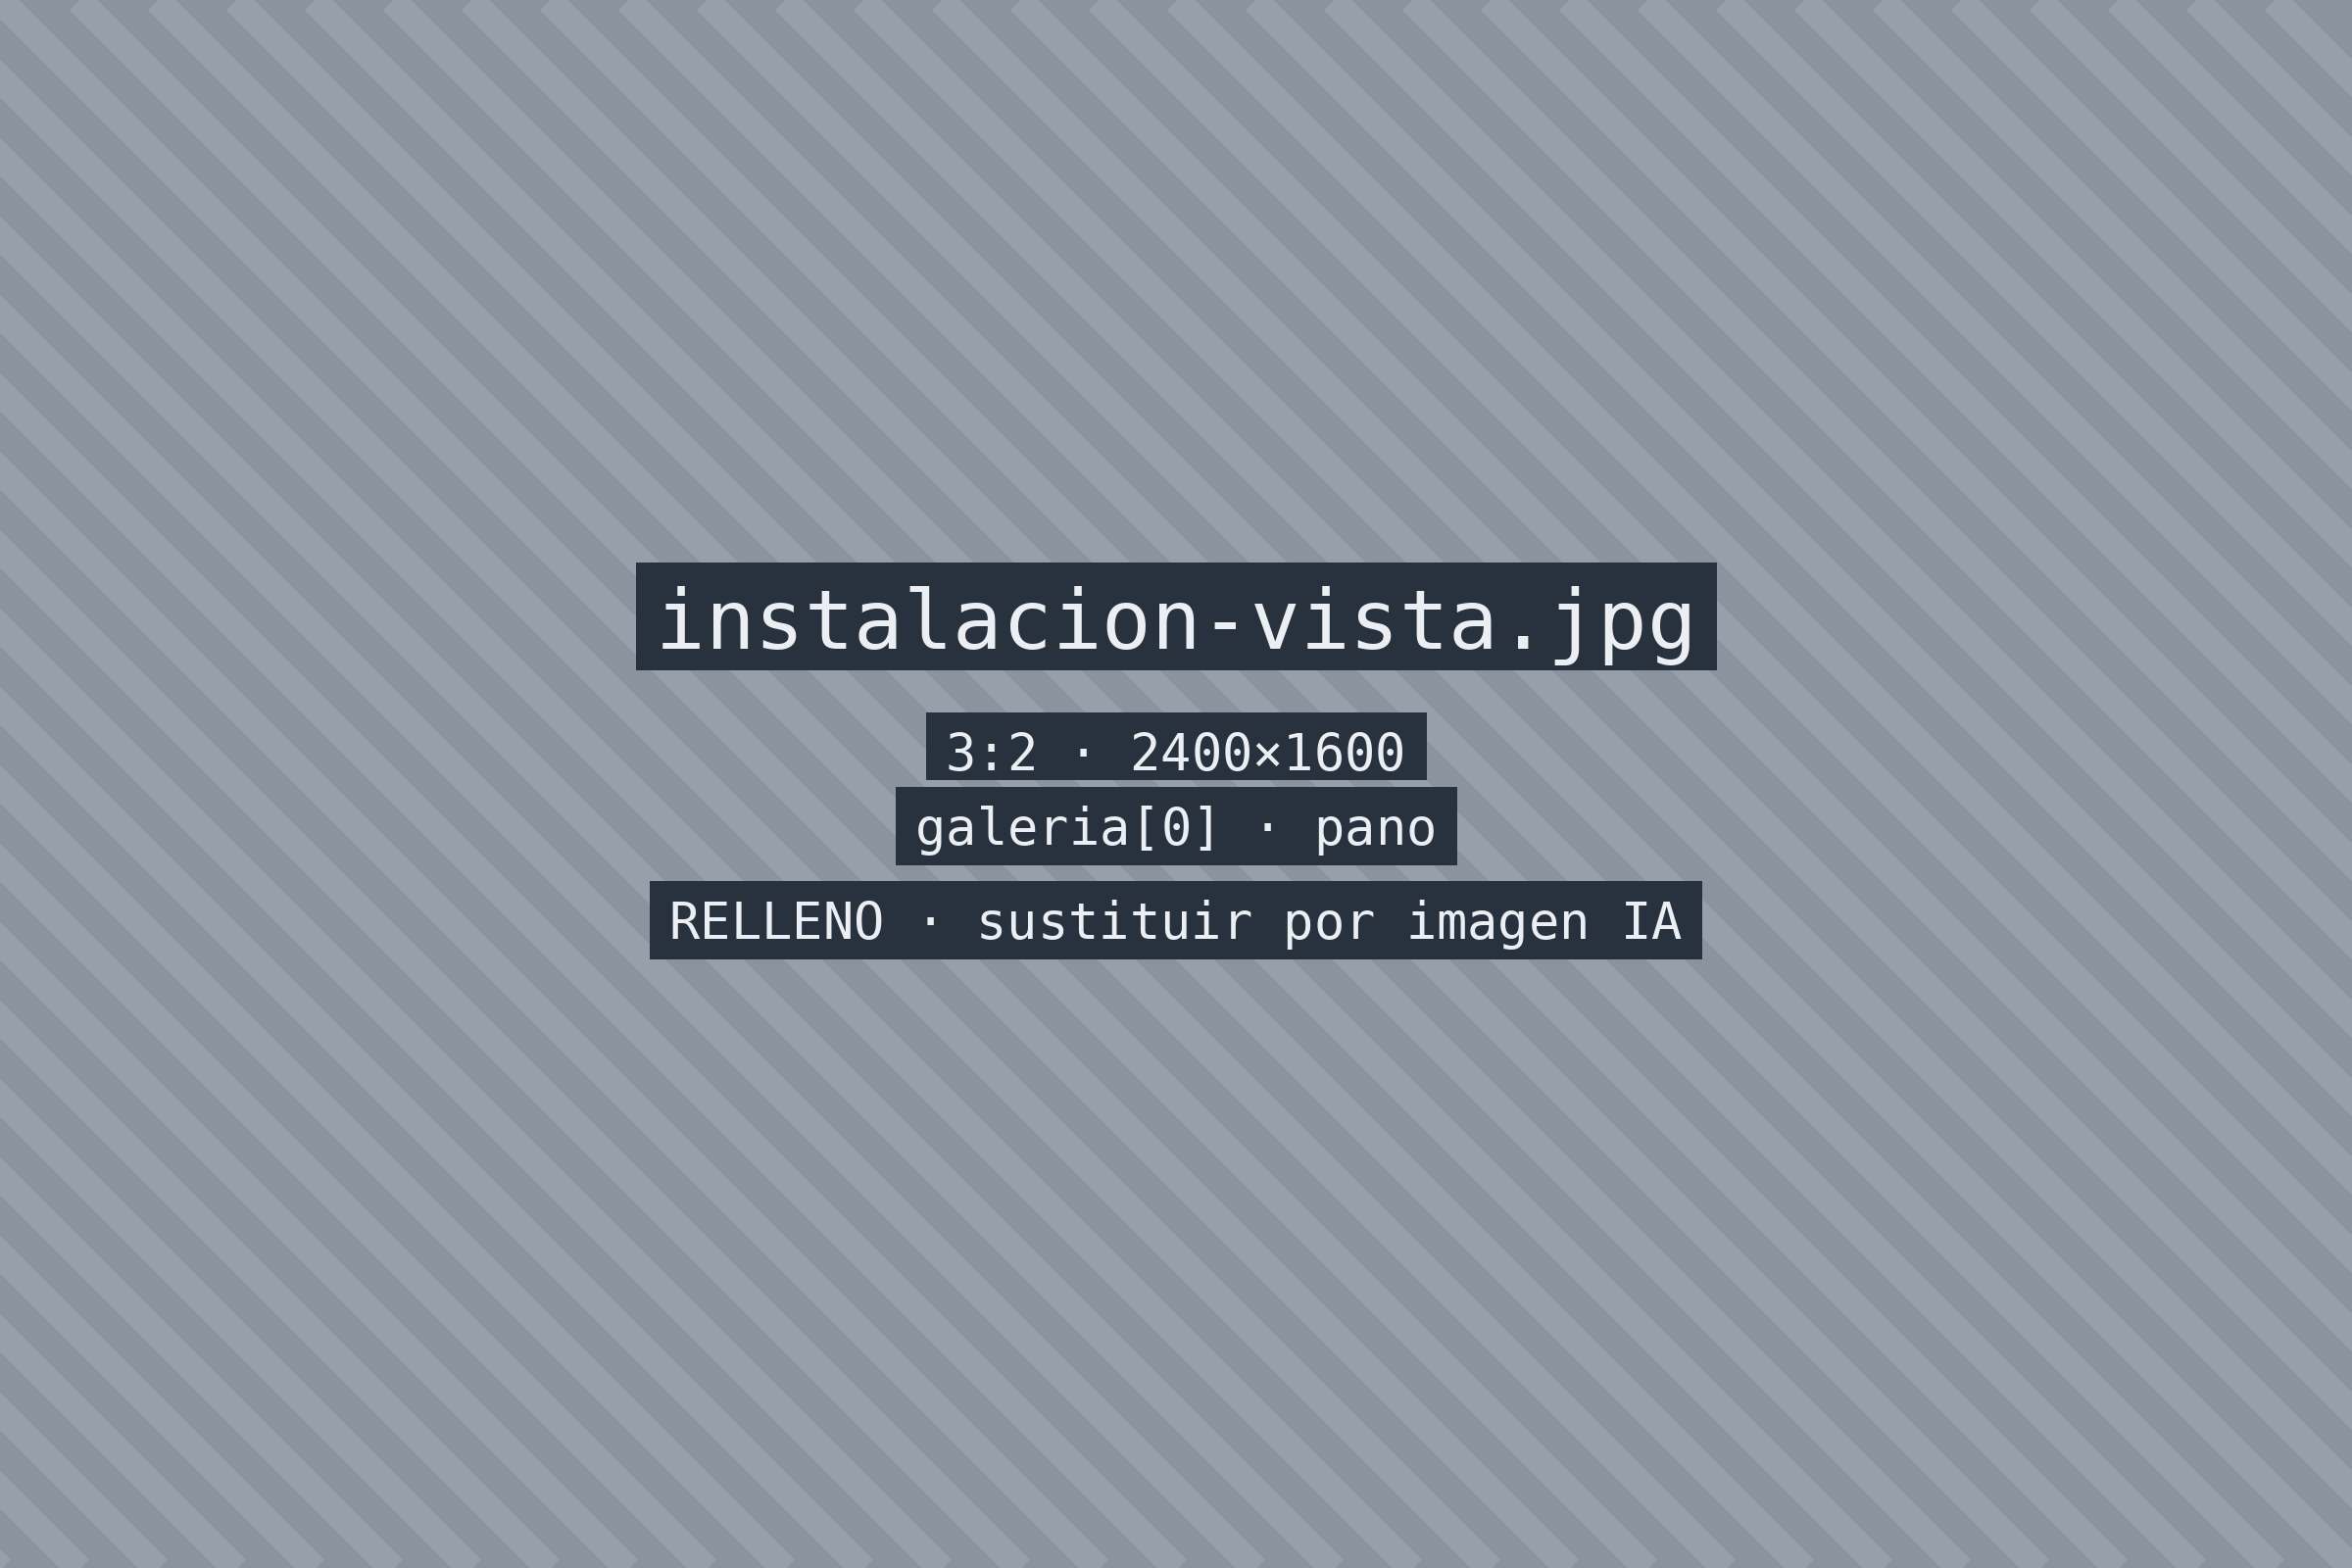 instalacion-vista.jpg
3:2 · 2400×1600
galeria[0] · pano
RELLENO · sustituir por imagen IA